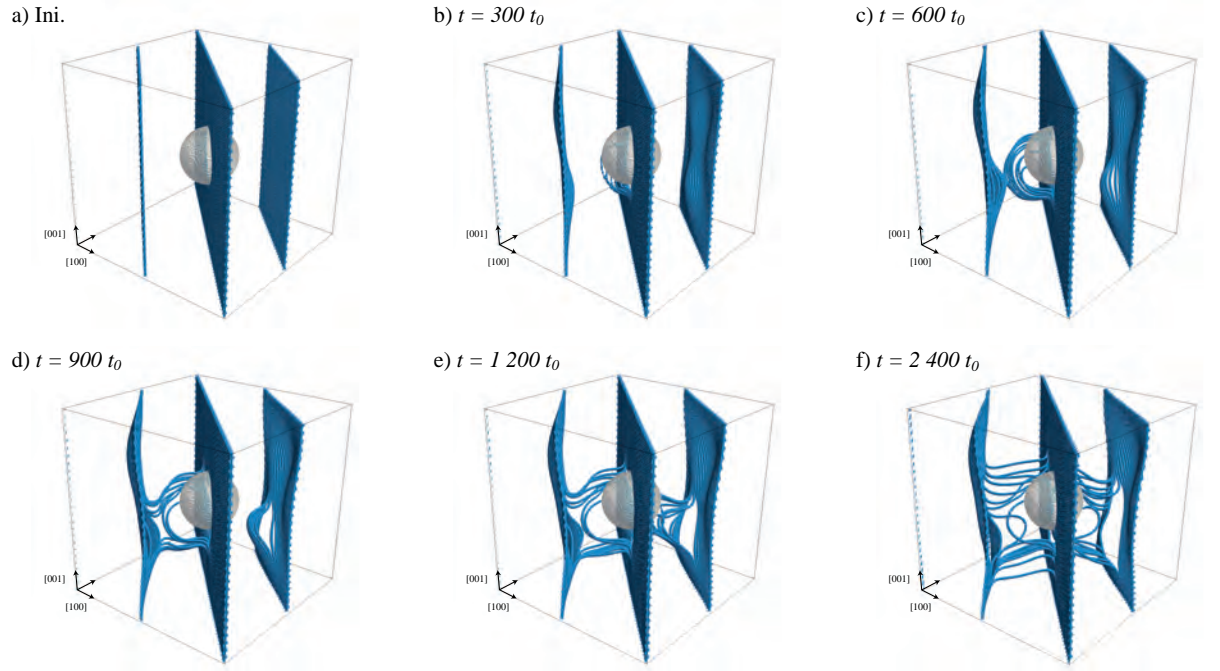 a) Ini.
b) t = 300 t₀
c) t = 600 t₀
[001]
[100]
[001]
[100]
[001]
[100]
d) t = 900 t₀
e) t = 1 200 t₀
f) t = 2 400 t₀
[001]
[100]
[001]
[100]
[001]
[100]